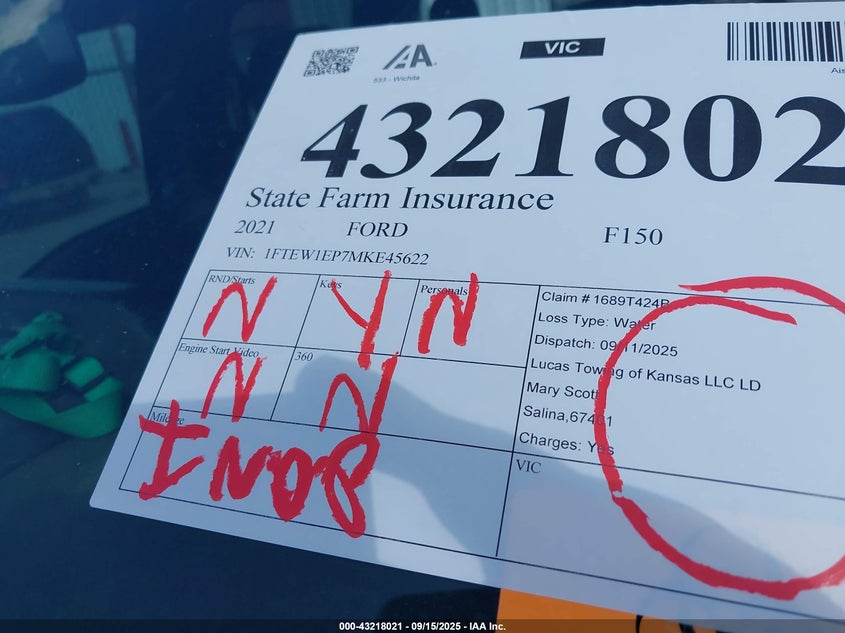 IAA
VIC
533 - Wichita
4321802
State Farm Insurance
2021 FORD F150
VIN: 1FTEW1EP7MKE45622
RND/Starts N
Keys Y
Personals N
Engine Start Video N
360 N
Mileage
INOP
Claim # 1689T424B
Loss Type: Water
Dispatch: 09/11/2025
Lucas Towing of Kansas LLC LD
Mary Scott
Salina,67401
Charges: Yes
VIC
000-43218021 - 09/15/2025 - IAA Inc.